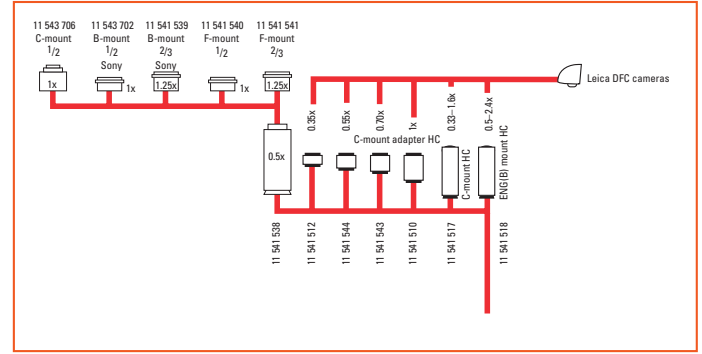 11 543 706
C-mount
1/2
1x
11 543 702
B-mount
1/2
Sony
1x
11 541 539
B-mount
2/3
Sony
1.25x
11 541 540
F-mount
1/2
1x
11 541 541
F-mount
2/3
1.25x
Leica DFC cameras
0.35x
0.55x
0.70x
1x
0.33–1.6x
0.5–2.4x
C-mount adapter HC
0.5x
C-mount HC
ENG(B) mount HC
11 541 538
11 541 512
11 541 544
11 541 543
11 541 510
11 541 517
11 541 518